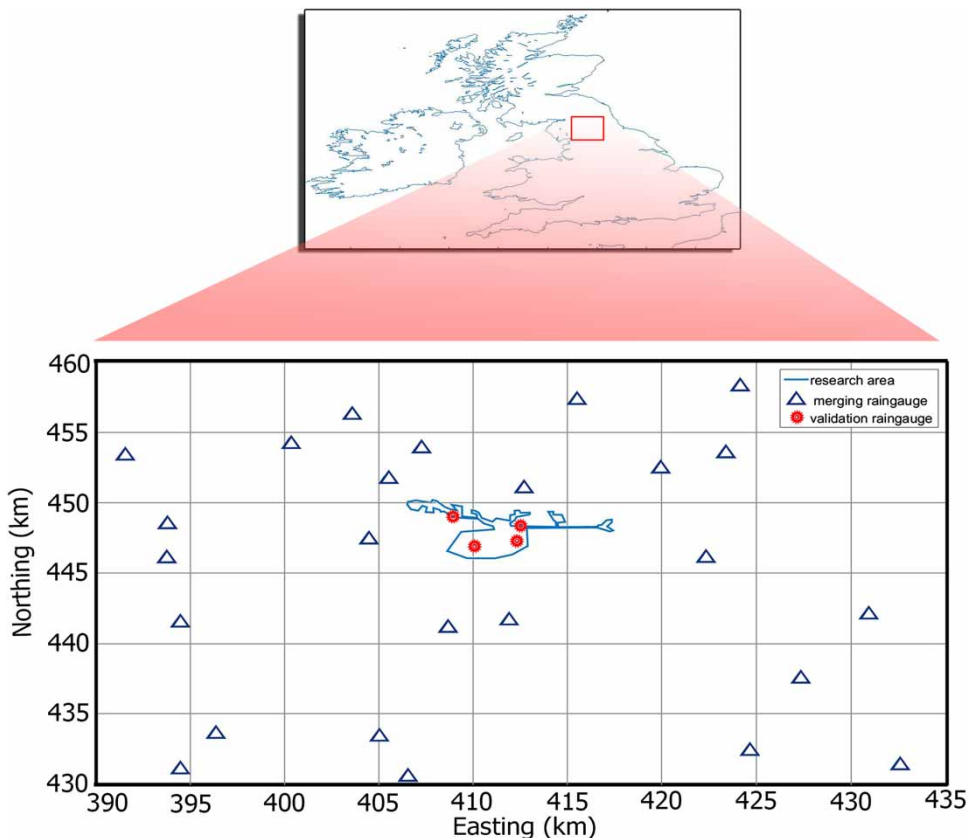 460
455
450
445
440
435
430
Northing (km)
research area
merging raingauge
validation raingauge
390 395 400 405 410 415 420 425 430 435
Easting (km)